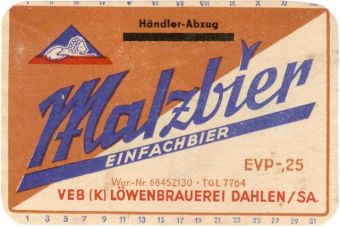 Händler-Abzug
Malzbier
EINFACHBIER
EVP-,25
Wgr.-Nr. 68452130 · TGL 7764
VEB (K) LÖWENBRAUEREI DAHLEN/SA.
1 3 5 7 9 11 13 15 17 19 21 23 25 27 29 31